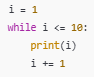 i = 1
while i <= 10:
    print(i)
    i += 1